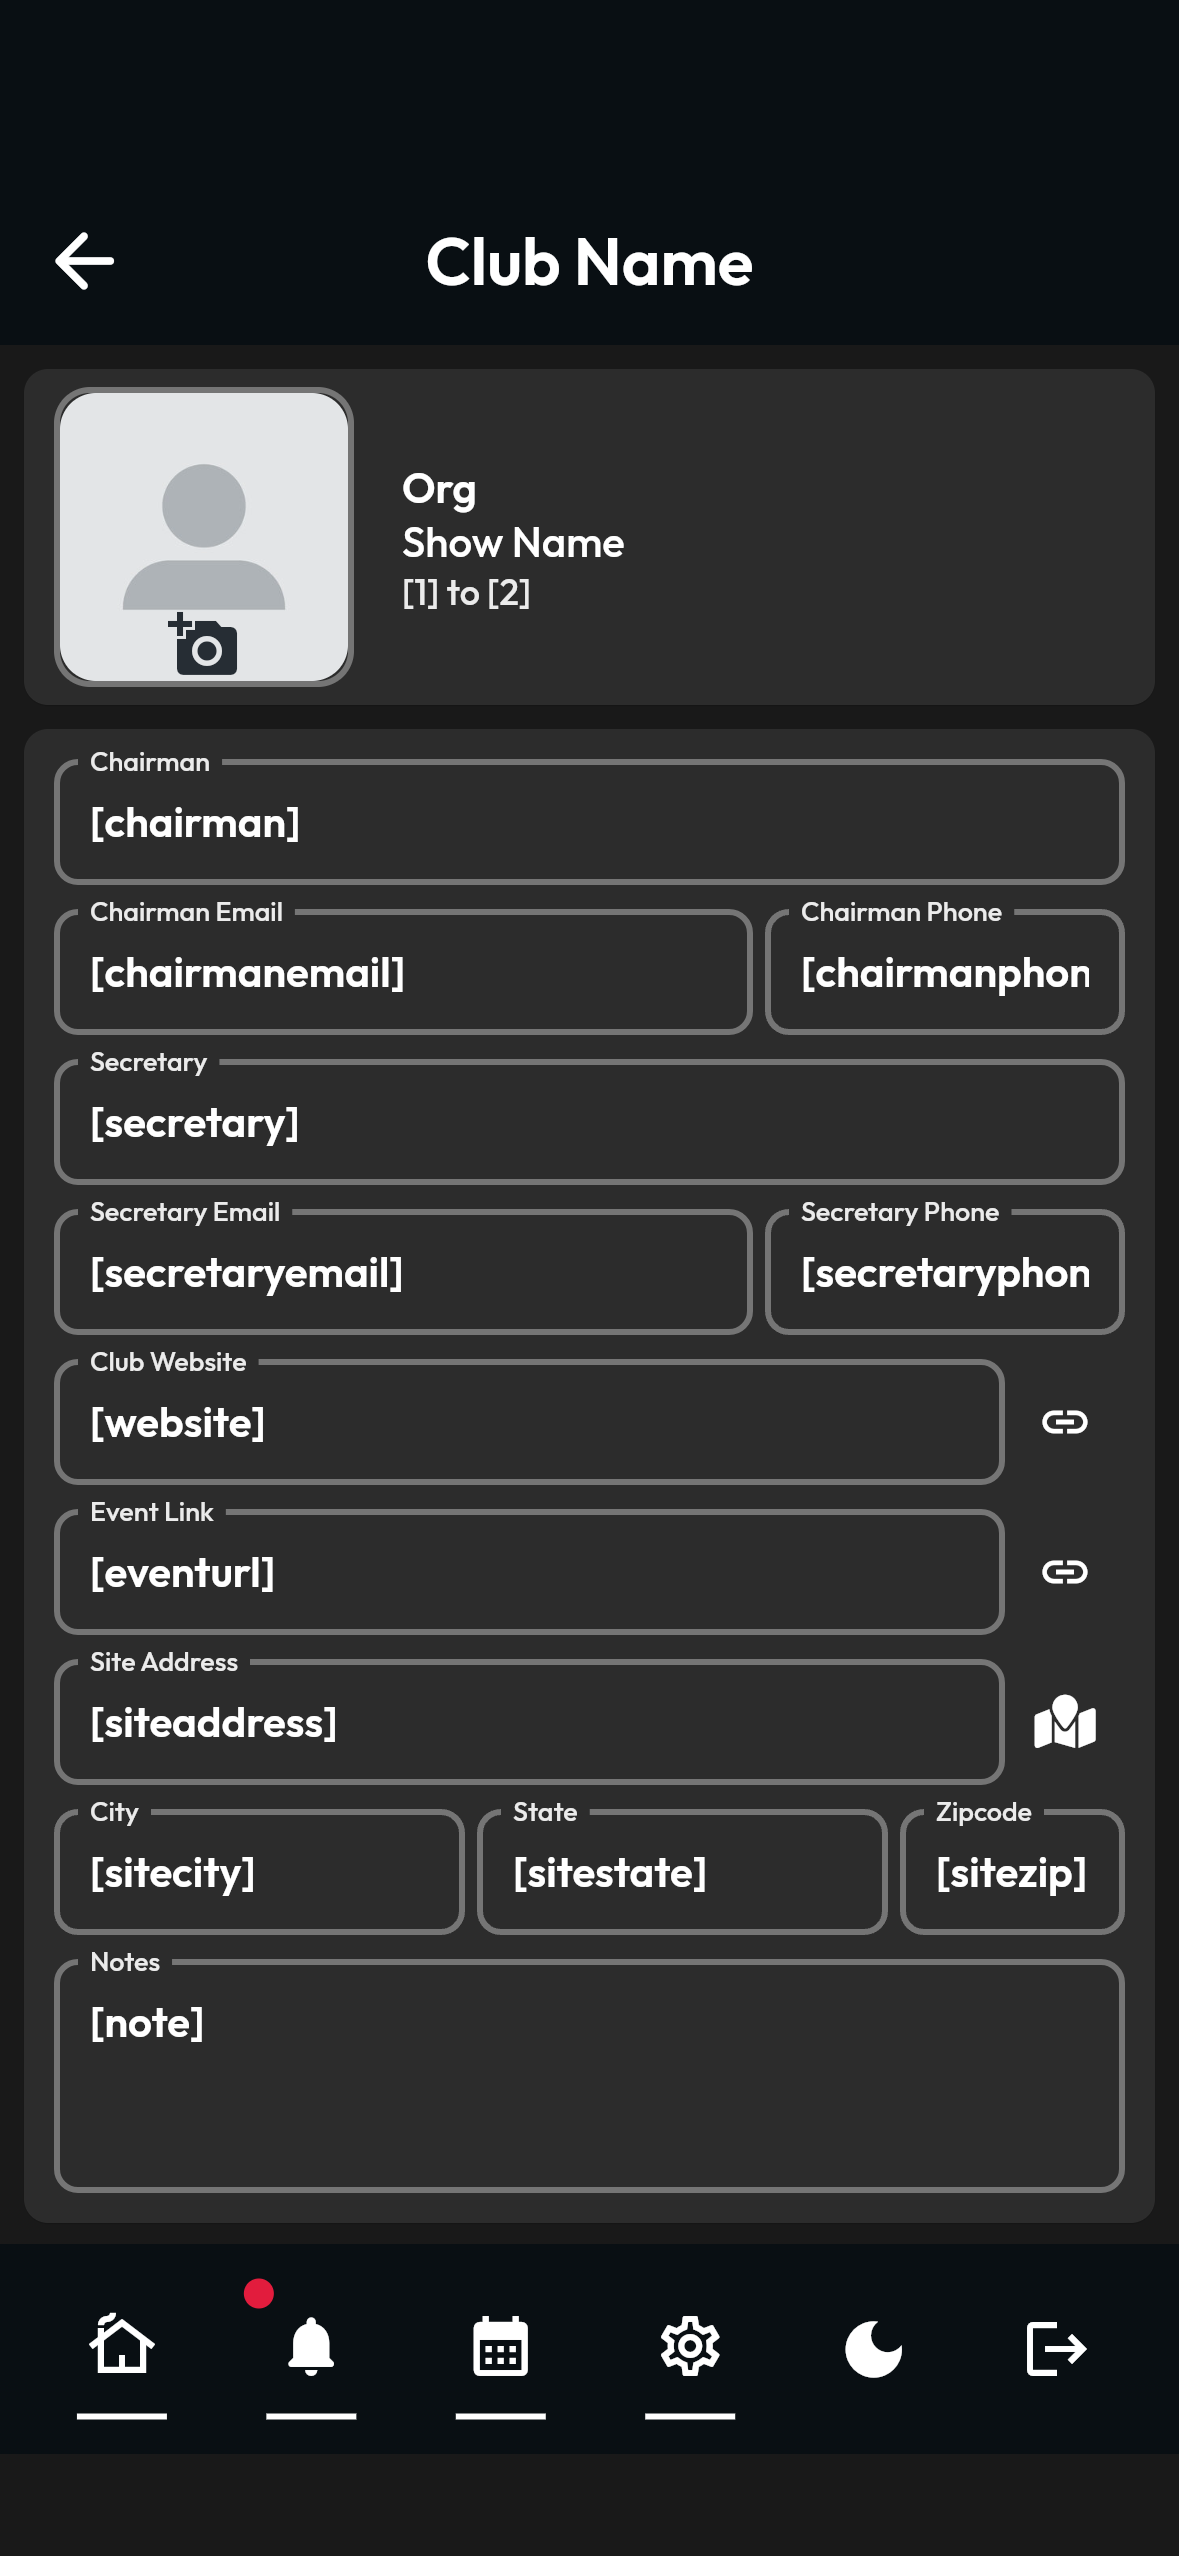 Club Name
Org
Show Name
[1] to [2]
Chairman
[chairman]
Chairman Email
[chairmanemail]
Chairman Phone
[chairmanphon
Secretary
[secretary]
Secretary Email
[secretaryemail]
Secretary Phone
[secretaryphon
Club Website
[website]
Event Link
[eventurl]
Site Address
[siteaddress]
City
[sitecity]
State
[sitestate]
Zipcode
[sitezip]
Notes
[note]